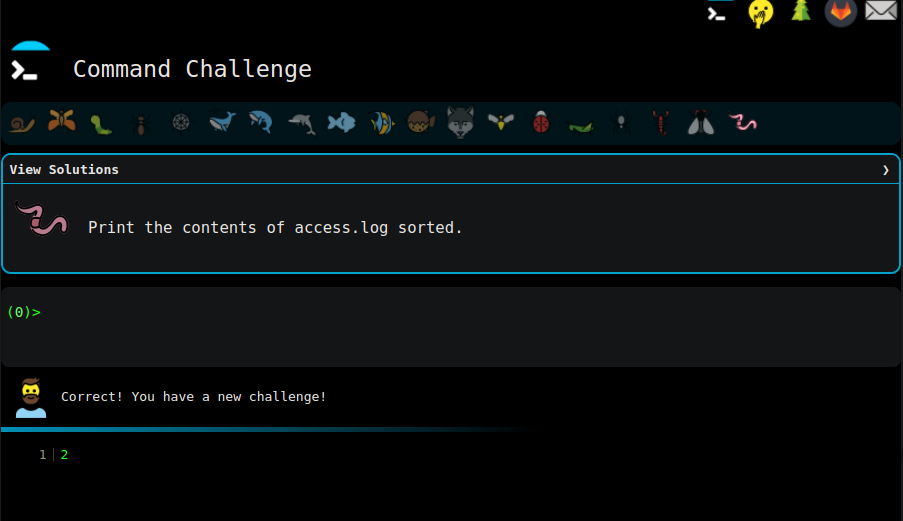 Command Challenge
View Solutions
Print the contents of access.log sorted.
(0)>
Correct! You have a new challenge!
1 2